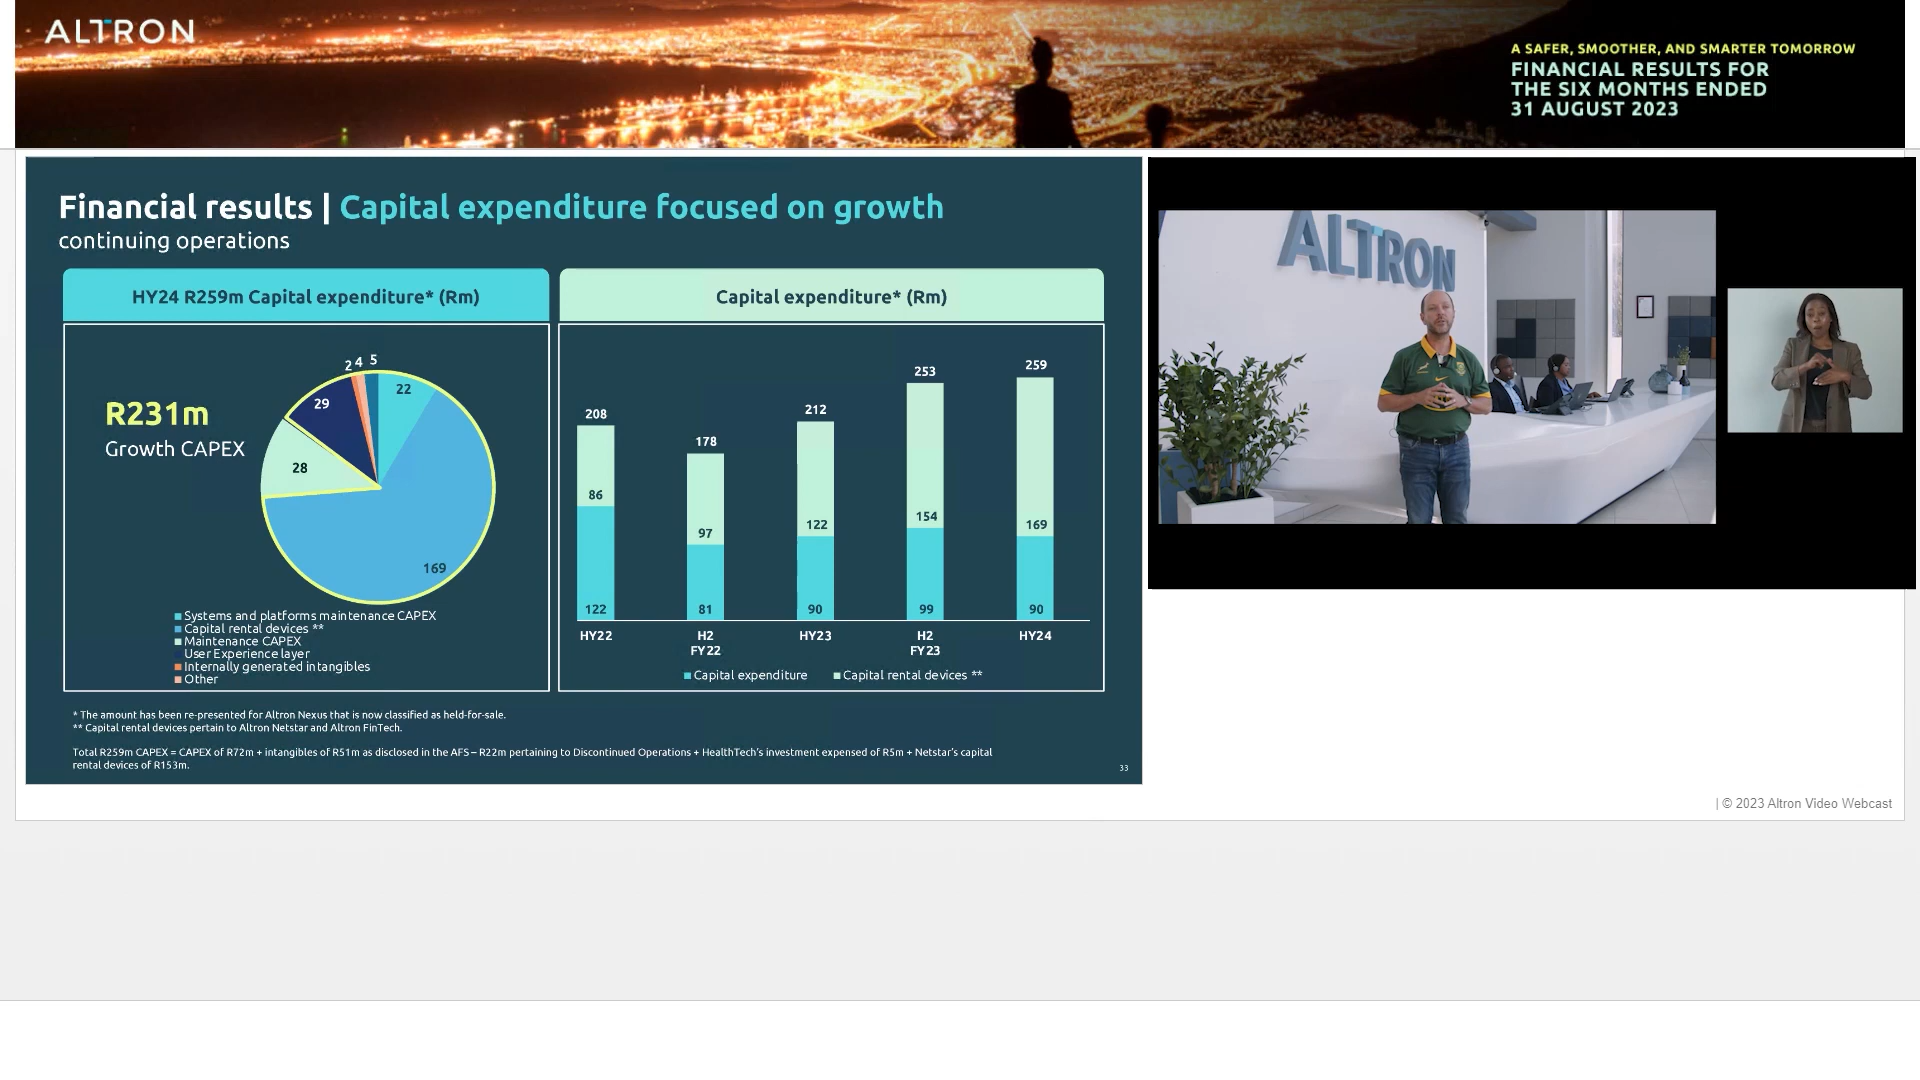 ALTRON
A SAFER, SMOOTHER, AND SMARTER TOMORROW
FINANCIAL RESULTS FOR
THE SIX MONTHS ENDED
31 AUGUST 2023
Financial results | Capital expenditure focused on growth
continuing operations
HY24 R259m Capital expenditure* (Rm)
R231m
Growth CAPEX
2 4 5
22
29
28
169
Systems and platforms maintenance CAPEX
Capital rental devices **
Maintenance CAPEX
User Experience layer
Internally generated intangibles
Other
Capital expenditure* (Rm)
208 178 212 253 259
86 97 122 154 169
122 81 90 99 90
HY22 H2 HY23 H2 HY24
FY22 FY23
Capital expenditure Capital rental devices **
* The amount has been re-presented for Altron Nexus that is now classified as held-for-sale.
** Capital rental devices pertain to Altron Netstar and Altron FinTech.
Total R259m CAPEX = CAPEX of R72m + intangibles of R51m as disclosed in the AFS – R22m pertaining to Discontinued Operations + HealthTech's investment expensed of R5m + Netstar's capital
rental devices of R153m.
33
ALTRON
| © 2023 Altron Video Webcast